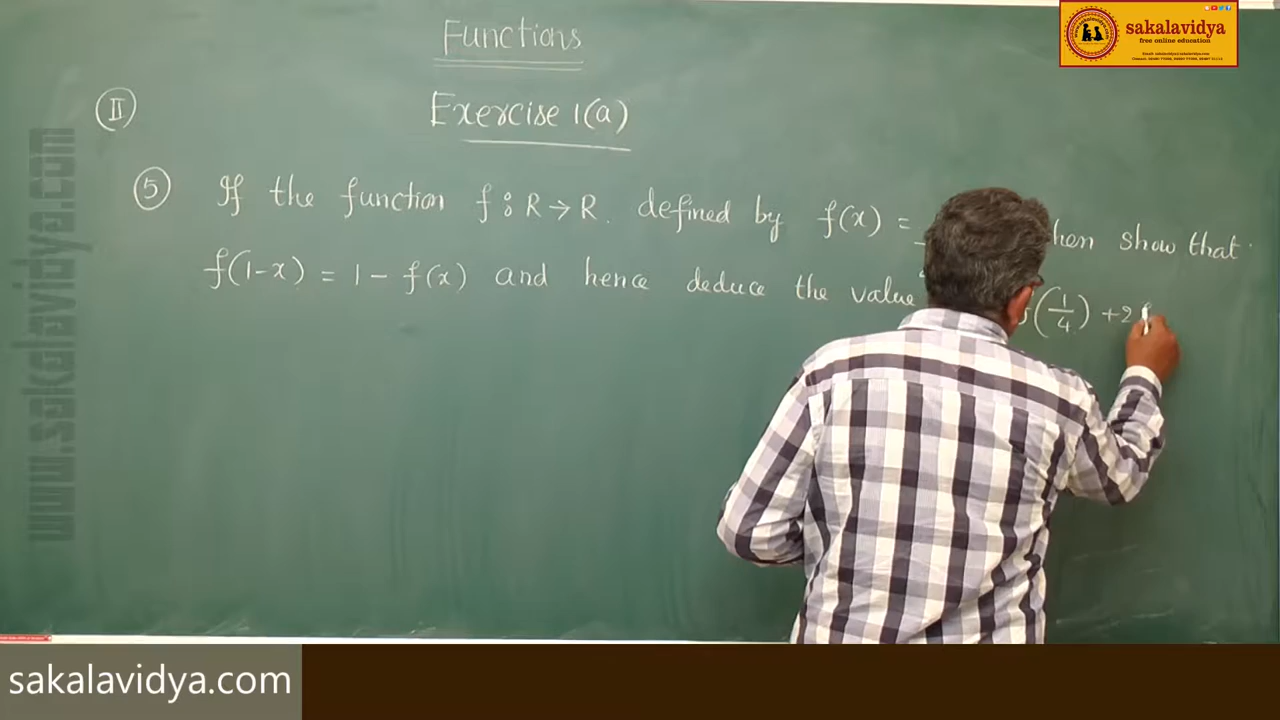 Functions
II
Exercise 1(a)
5 If the function f: R → R. defined by f(x) = then show that
f(1-x) = 1 - f(x) and hence deduce the value (1/4) + 2
sakalavidya
free online education
www.sakalavidya.com
sakalavidya.com